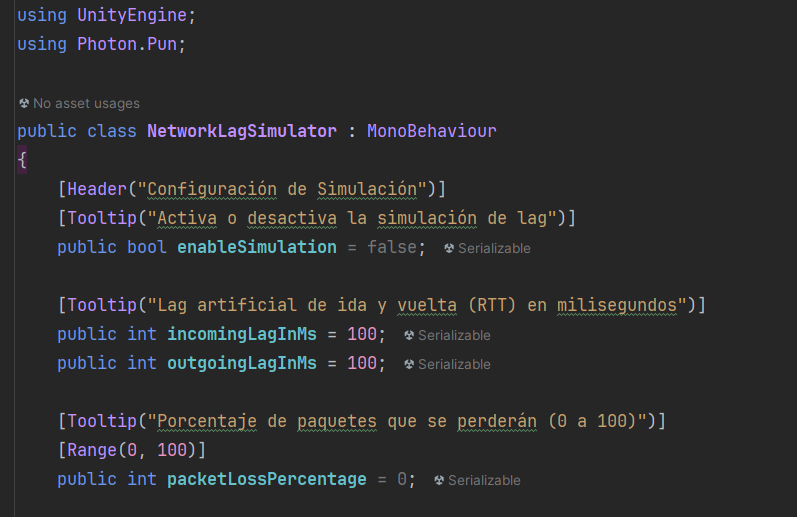 using UnityEngine;
using Photon.Pun;
No asset usages
public class NetworkLagSimulator : MonoBehaviour
{
[Header("Configuración de Simulación")]
[Tooltip("Activa o desactiva la simulación de lag")]
public bool enableSimulation = false; Serializable
[Tooltip("Lag artificial de ida y vuelta (RTT) en milisegundos")]
public int incomingLagInMs = 100; Serializable
public int outgoingLagInMs = 100; Serializable
[Tooltip("Porcentaje de paquetes que se perderán (0 a 100)")]
[Range(0, 100)]
public int packetLossPercentage = 0; Serializable